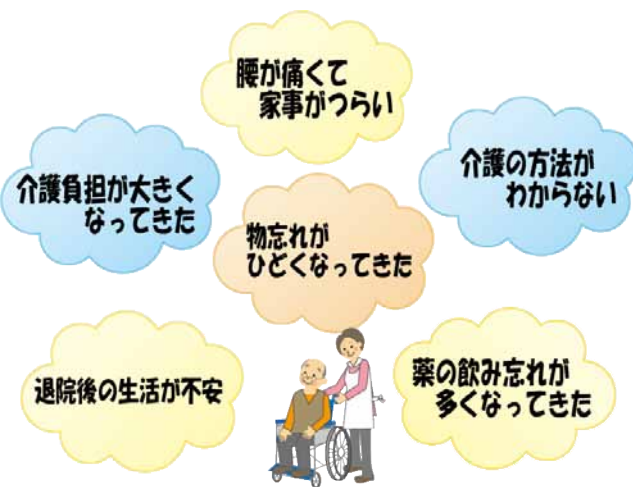 腰が痛くて
家事がつらい
介護負担が大きく
なってきた
介護の方法が
わからない
物忘れが
ひどくなってきた
退院後の生活が不安
薬の飲み忘れが
多くなってきた